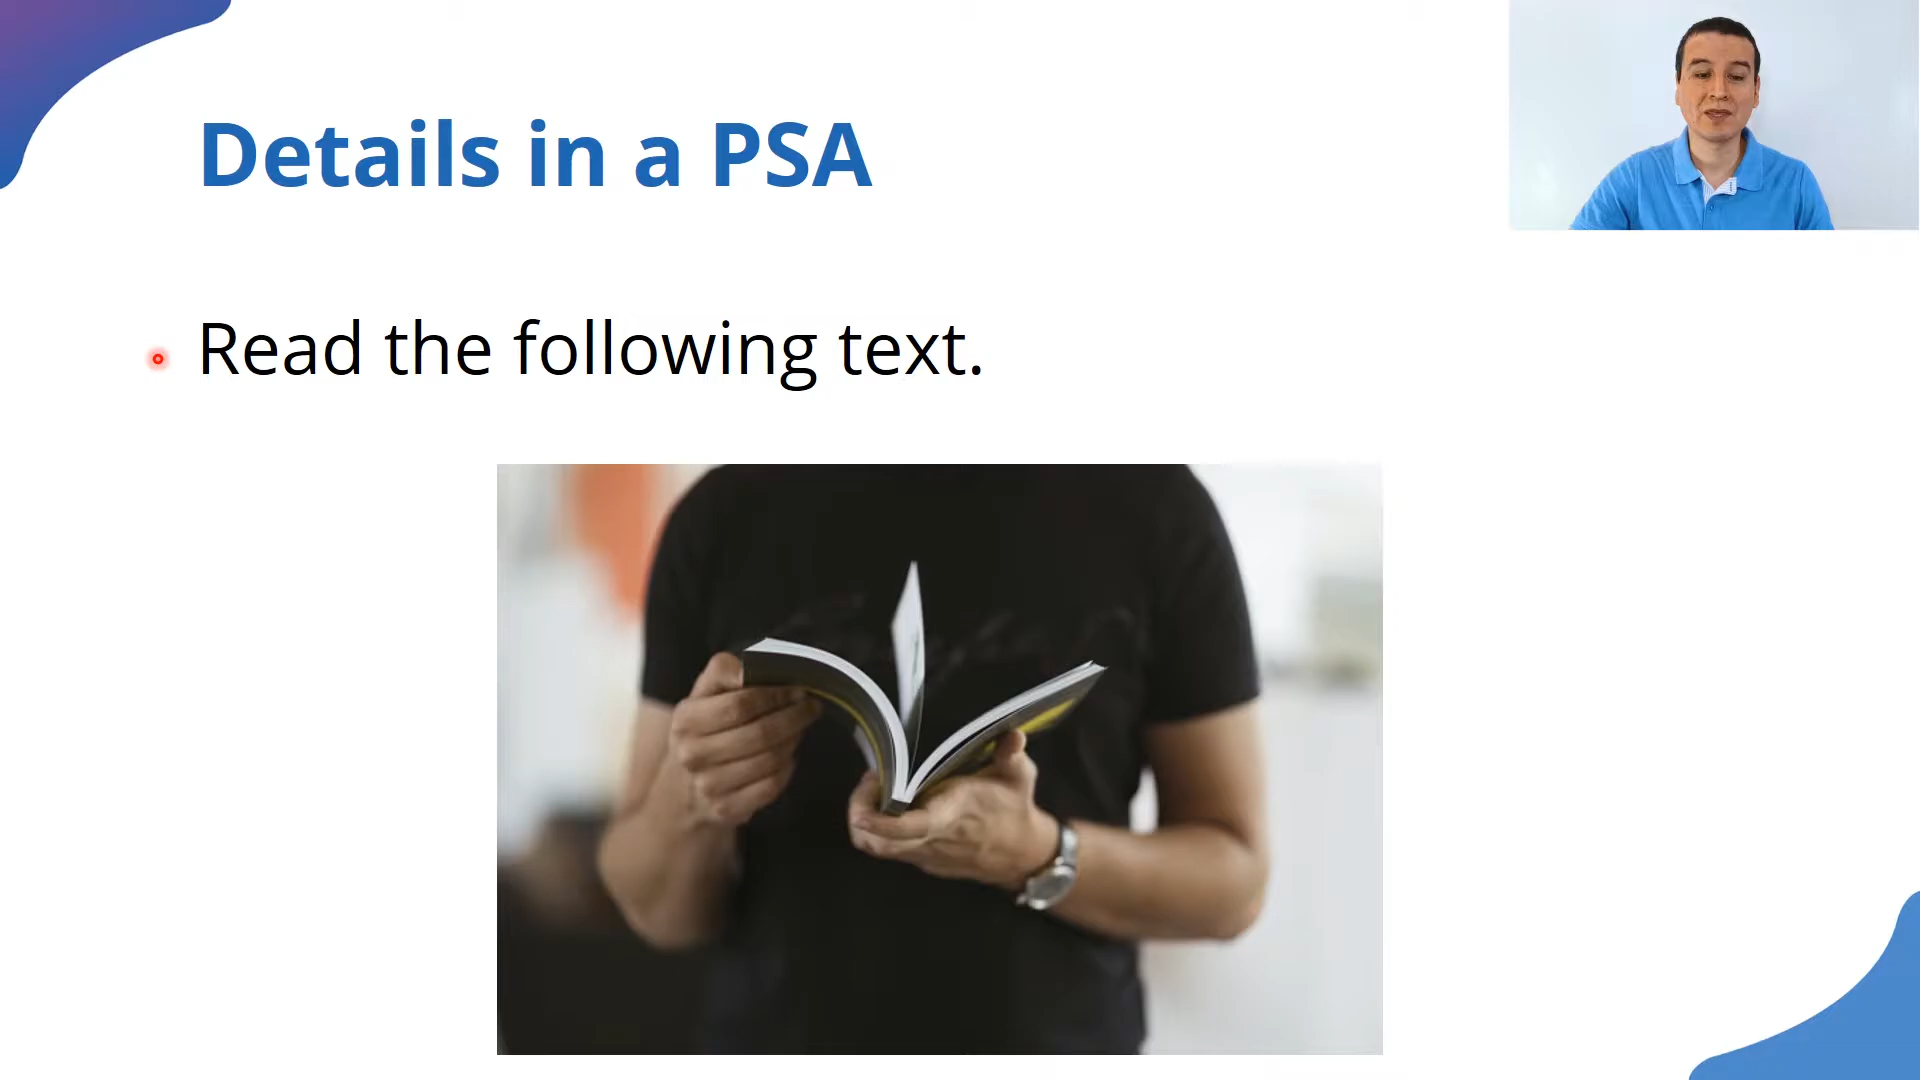 Details in a PSA
Read the following text.